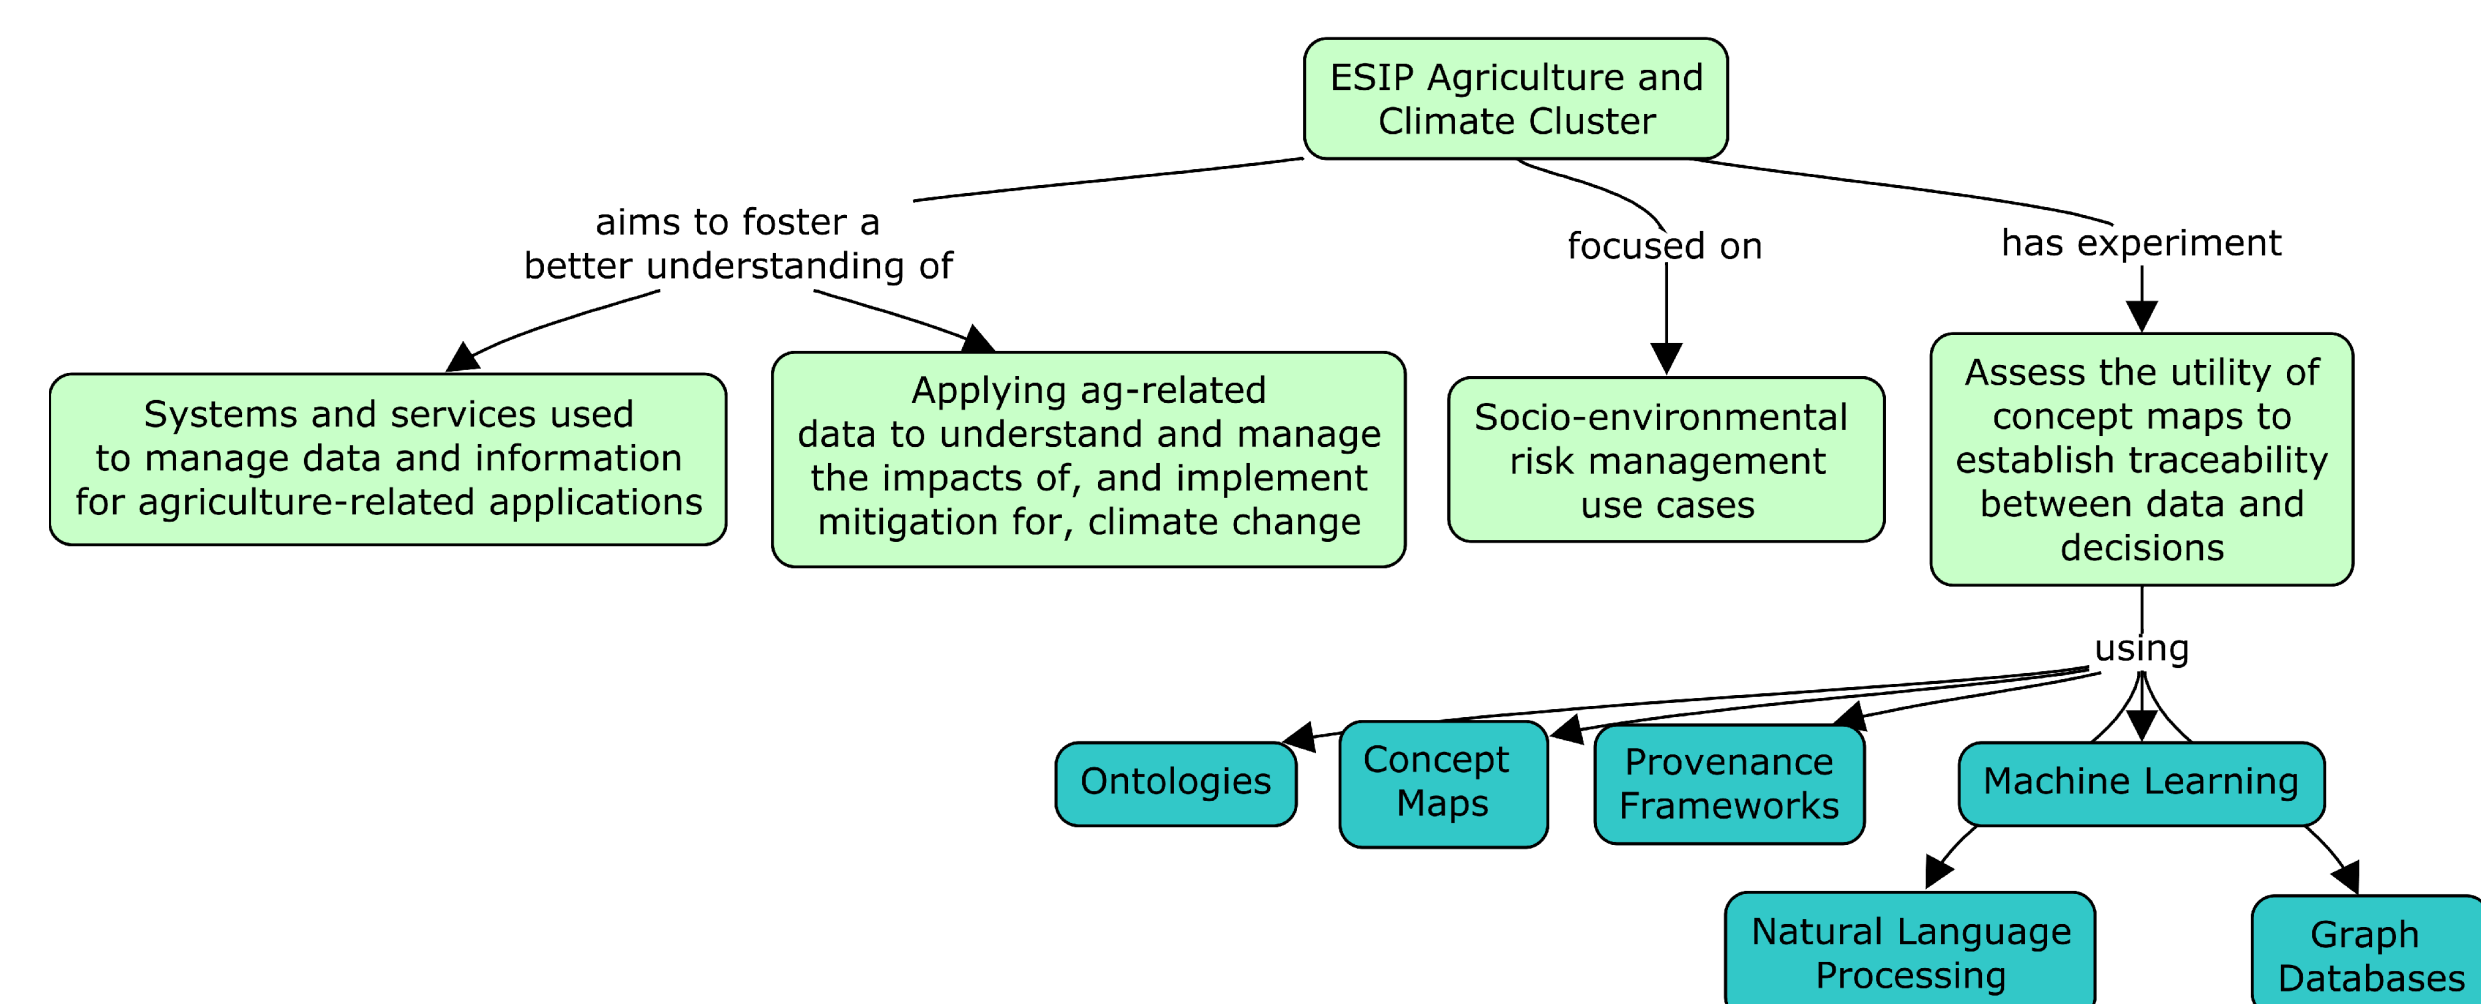 ESIP Agriculture and
Climate Cluster
aims to foster a
better understanding of
focused on
has experiment
Systems and services used
to manage data and information
for agriculture-related applications
Applying ag-related
data to understand and manage
the impacts of, and implement
mitigation for, climate change
Socio-environmental
risk management
use cases
Assess the utility of
concept maps to
establish traceability
between data and
decisions
using
Ontologies
Concept
Maps
Provenance
Frameworks
Machine Learning
Natural Language
Processing
Graph
Databases